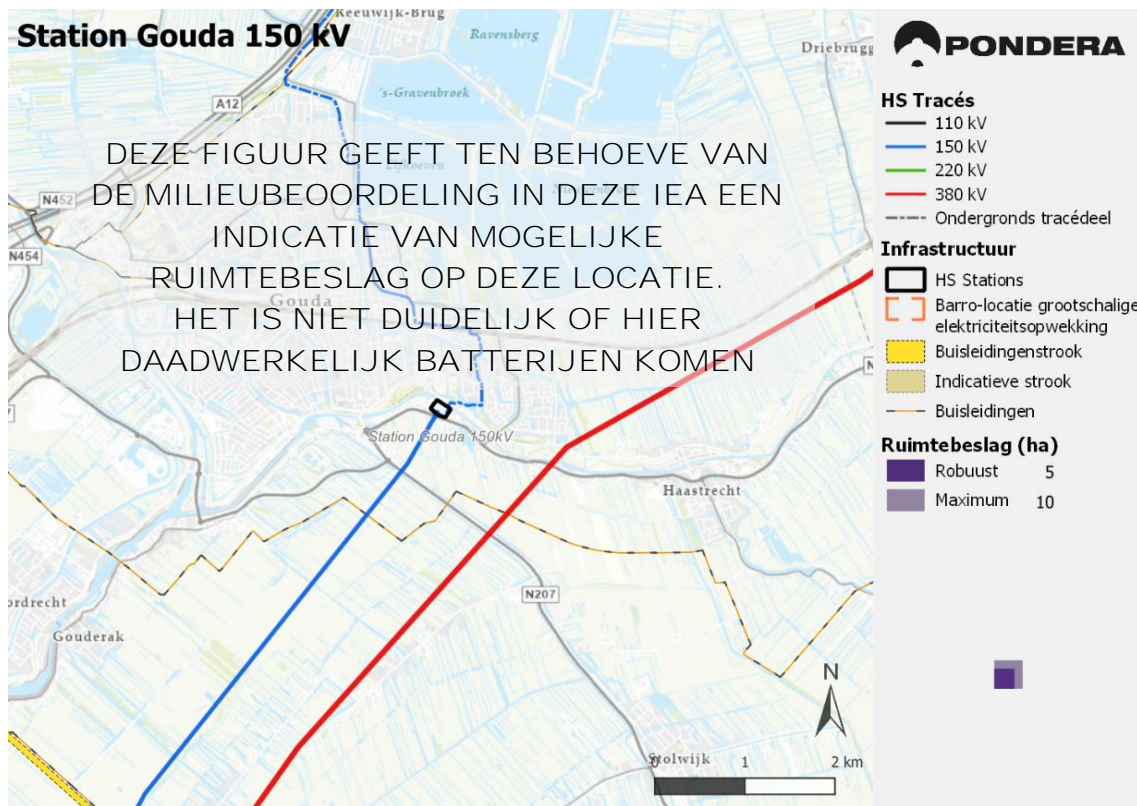 Station Gouda 150 kV
Reeuwijk-Brug
Ravensberg
Driebrugg
's-Gravenbroek
A12
DEZE FIGUUR GEEFT TEN BEHOEVE VAN
DE MILIEUBEOORDELING IN DEZE IEA EEN
INDICATIE VAN MOGELIJKE
RUIMTEBESLAG OP DEZE LOCATIE.
HET IS NIET DUIDELIJK OF HIER
DAADWERKELIJK BATTERIJEN KOMEN
N452
N454
Gouda
Station Gouda 150kV
Haastrecht
N207
ordrecht
Gouderak
Stolwijk
N
0 1 2 km
PONDERA
HS Tracés
110 kV
150 kV
220 kV
380 kV
Ondergronds tracédeel
Infrastructuur
HS Stations
Barro-locatie grootschalige
elektriciteitsopwekking
Buisleidingenstrook
Indicatieve strook
Buisleidingen
Ruimtebeslag (ha)
Robuust 5
Maximum 10